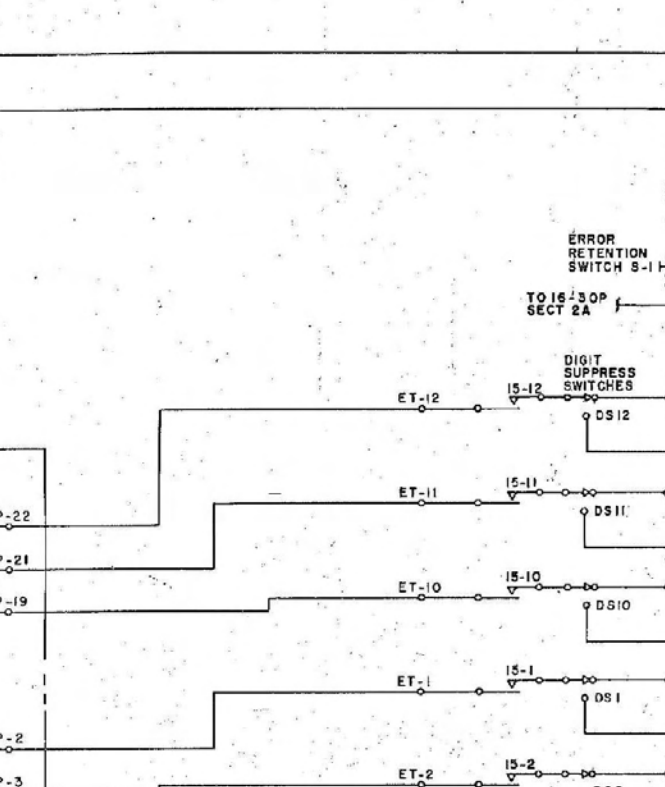 ERROR
RETENTION
SWITCH S-1
TO 16-30P
SECT 2A
DIGIT
SUPPRESS
SWITCHES
ET-12
15-12
DS12
ET-11
15-11
DS11
-22
-21
ET-10
15-10
-19
DS10
ET-1
15-1
DS1
-2
ET-2
15-2
-3